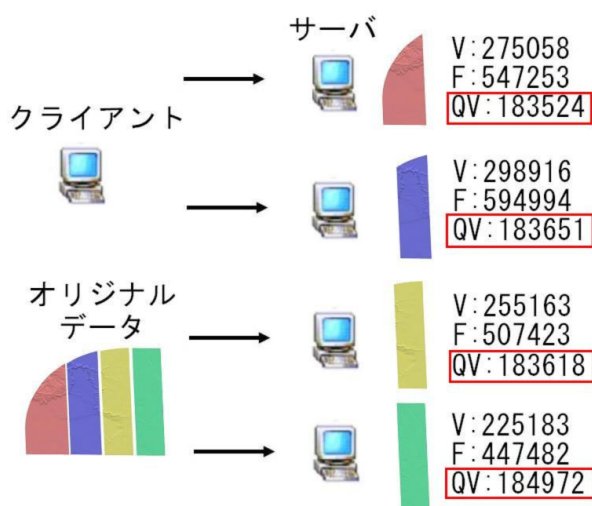 サーバ
V:275058
F:547253
QV:183524
クライアント
V:298916
F:594994
QV:183651
オリジナル
データ
V:255163
F:507423
QV:183618
V:225183
F:447482
QV:184972